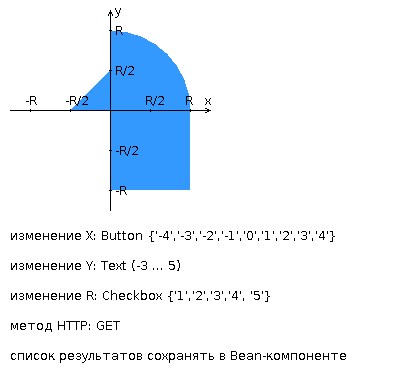 y
R
R/2
-R -R/2 R/2 R x
-R/2
-R
изменение X: Button {'-4','-3','-2','-1','0','1','2','3','4'}
изменение Y: Text (-3 ... 5)
изменение R: Checkbox {'1','2','3','4', '5'}
метод HTTP: GET
список результатов сохранять в Bean-компоненте